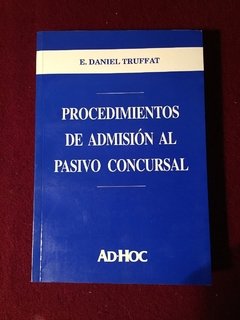 E. DANIEL TRUFFAT
PROCEDIMIENTOS
DE ADMISIÓN AL
PASIVO CONCURSAL
AD-HOC